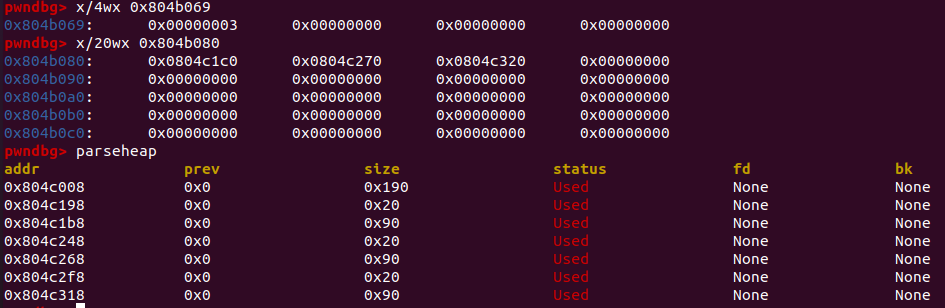 pwndbg> x/4wx 0x804b069
0x804b069: 0x00000003 0x00000000 0x00000000 0x00000000
pwndbg> x/20wx 0x804b080
0x804b080: 0x0804c1c0 0x0804c270 0x0804c320 0x00000000
0x804b090: 0x00000000 0x00000000 0x00000000 0x00000000
0x804b0a0: 0x00000000 0x00000000 0x00000000 0x00000000
0x804b0b0: 0x00000000 0x00000000 0x00000000 0x00000000
0x804b0c0: 0x00000000 0x00000000 0x00000000 0x00000000
pwndbg> parseheap
addr prev size status fd bk
0x804c008 0x0 0x190 Used None None
0x804c198 0x0 0x20 Used None None
0x804c1b8 0x0 0x90 Used None None
0x804c248 0x0 0x20 Used None None
0x804c268 0x0 0x90 Used None None
0x804c2f8 0x0 0x20 Used None None
0x804c318 0x0 0x90 Used None None